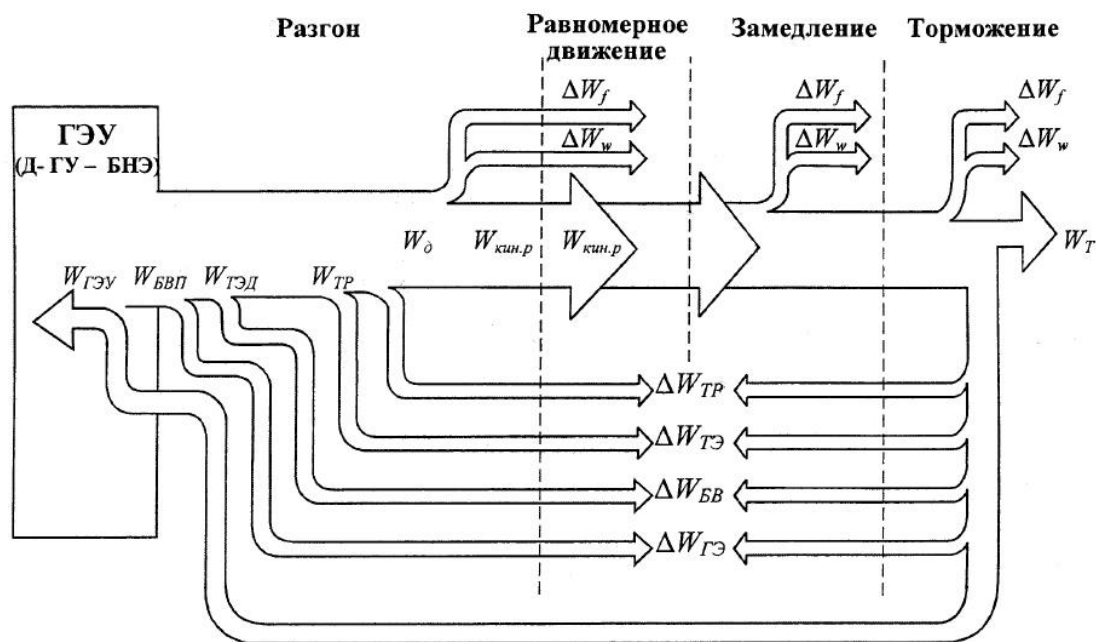 Разгон
Равномерное
движение
Замедление
Торможение
ГЭУ
(Д- ГУ – БНЭ)
ΔW_f
ΔW_w
ΔW_f
ΔW_w
ΔW_f
ΔW_w
W_д
W_кин.р
W_кин.р
W_Т
W_ГЭУ
W_БВП
W_ТЭД
W_ТР
ΔW_ТР
ΔW_ТЭ
ΔW_БВ
ΔW_ГЭ